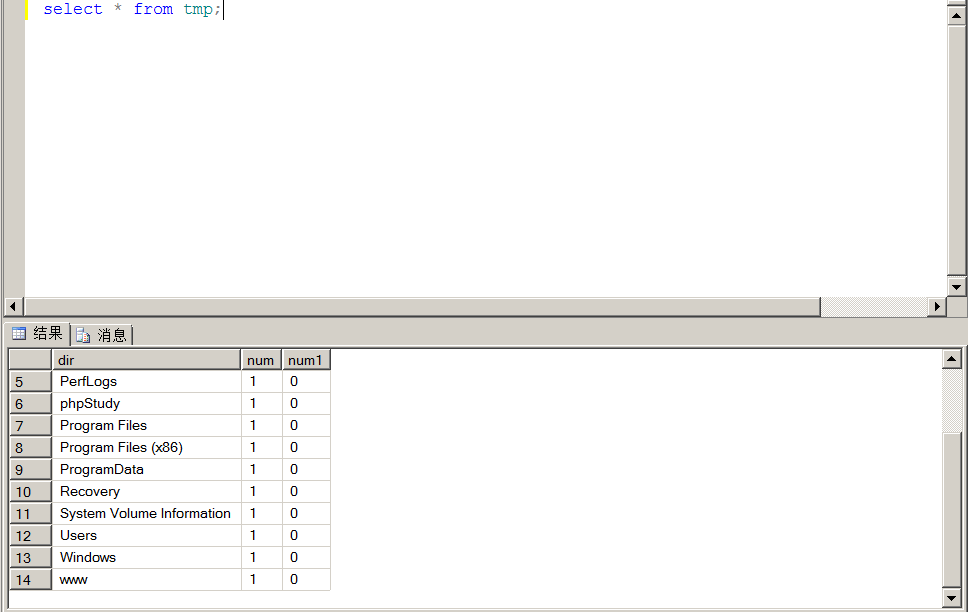 select * from tmp;
结果 消息
dir num num1
5 PerfLogs 1 0
6 phpStudy 1 0
7 Program Files 1 0
8 Program Files (x86) 1 0
9 ProgramData 1 0
10 Recovery 1 0
11 System Volume Information 1 0
12 Users 1 0
13 Windows 1 0
14 www 1 0